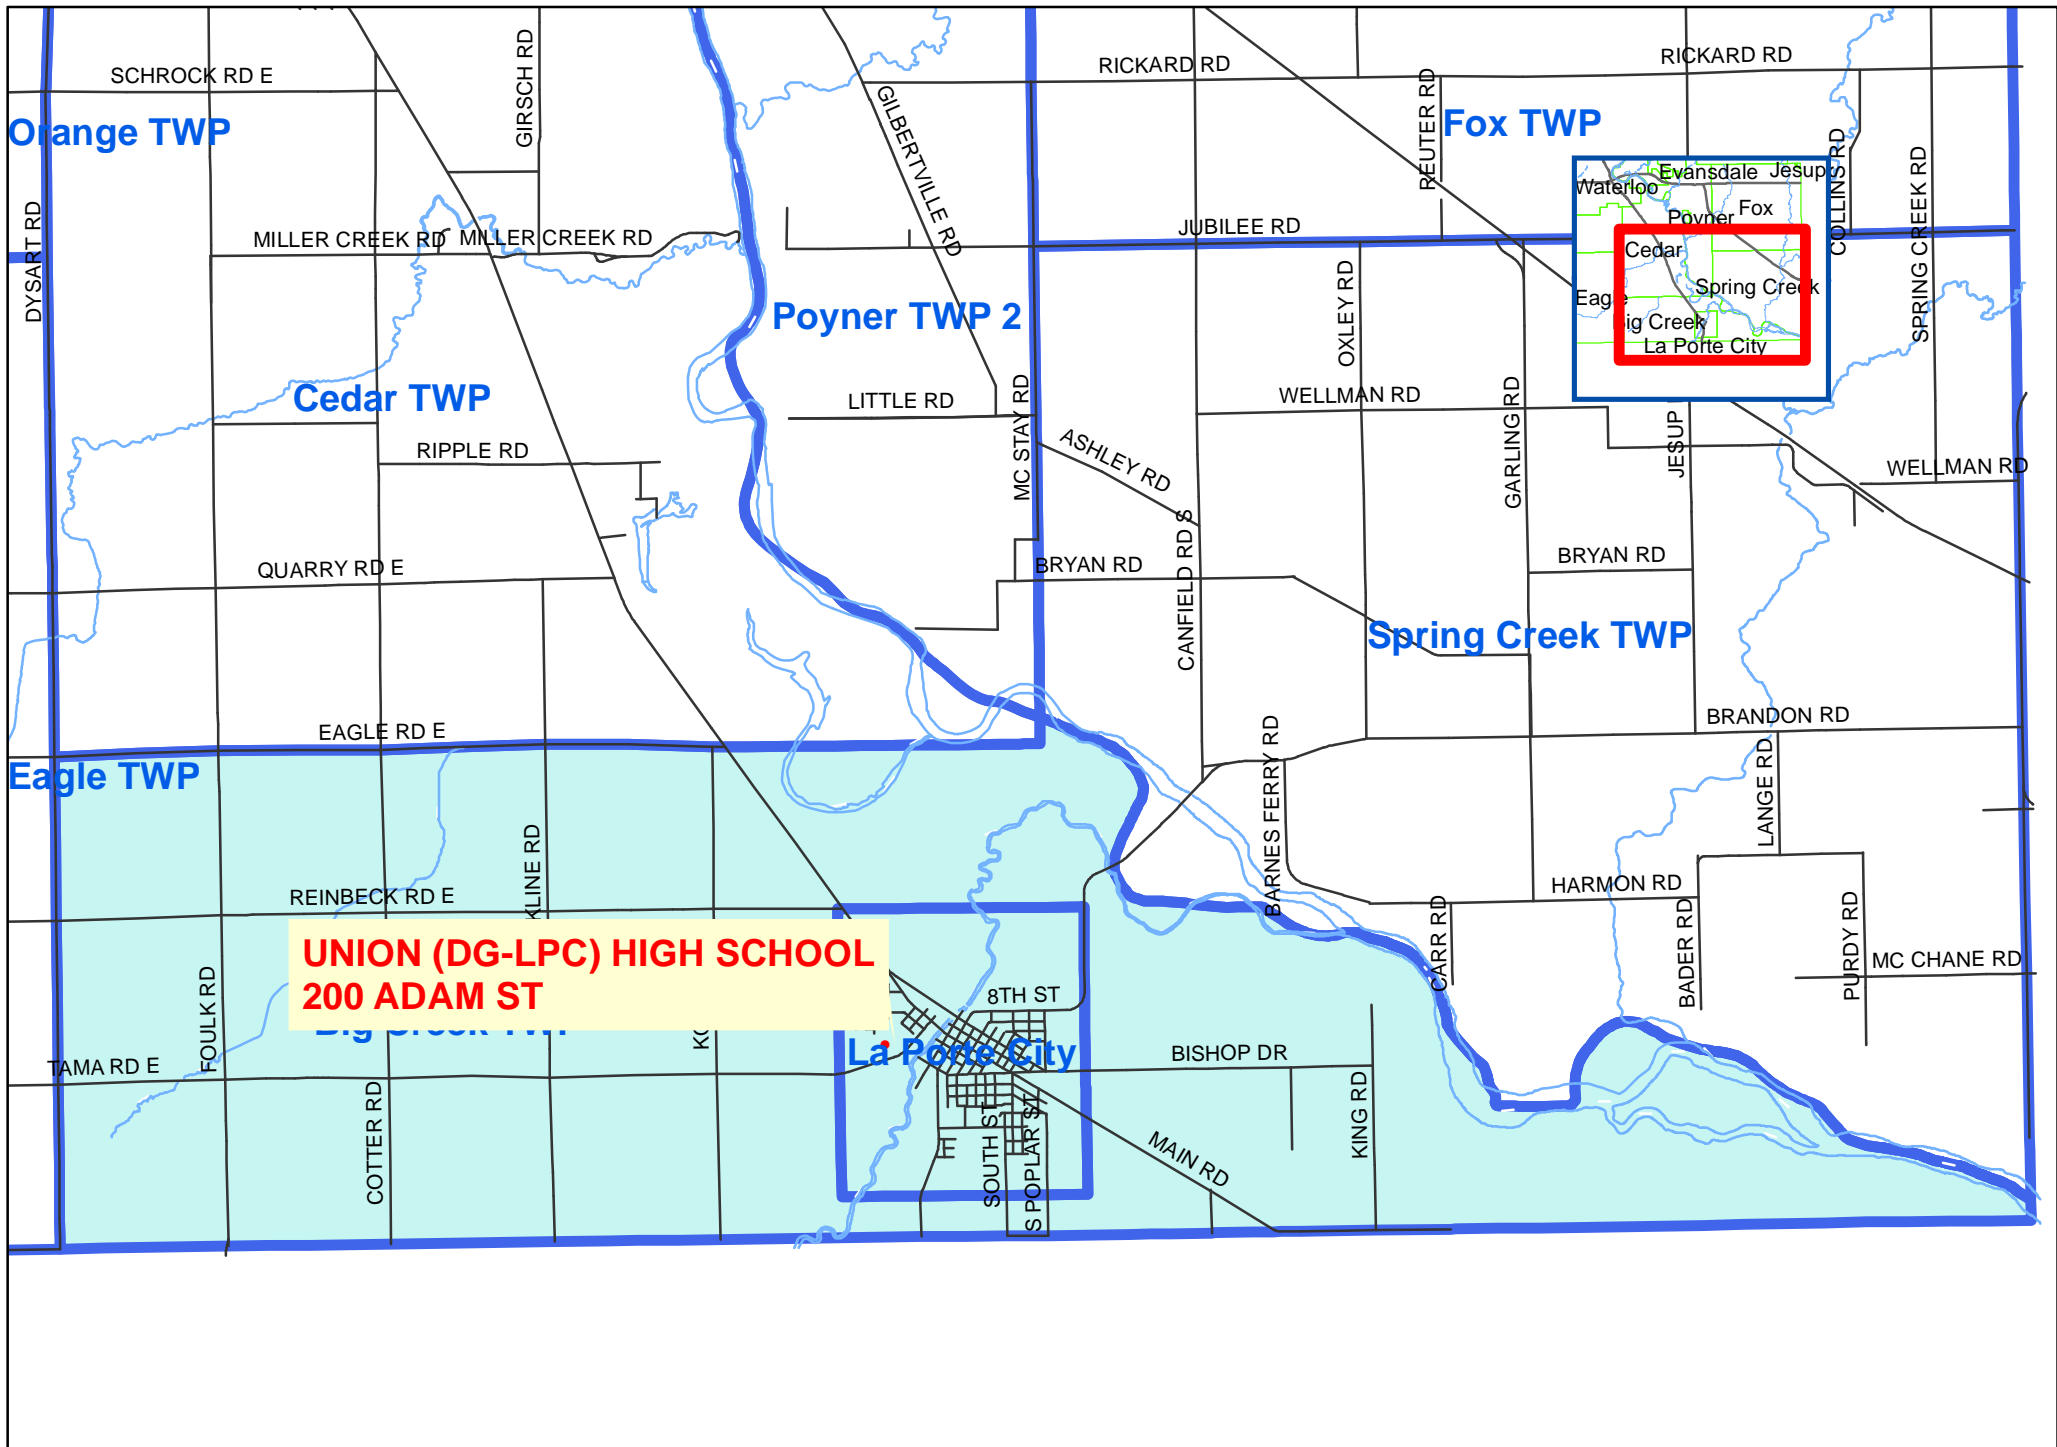 RICKARD RD
RICKARD RD
SCHROCK RD E
GIRSCH RD
GILBERTVILLE RD
REUTER RD
Fox TWP
Orange TWP
COLLINS RD
SPRING CREEK RD
Evansdale
Jesup
Waterloo
Fox
Poyner
Cedar
Spring Creek
Eagle
Big Creek
La Porte City
DYSART RD
MILLER CREEK RD
MILLER CREEK RD
JUBILEE RD
OXLEY RD
Poyner TWP 2
Cedar TWP
LITTLE RD
MC STAY RD
WELLMAN RD
GARLING RD
JESUP
RIPPLE RD
ASHLEY RD
WELLMAN RD
CANFIELD RD S
QUARRY RD E
BRYAN RD
BRYAN RD
Spring Creek TWP
EAGLE RD E
BRANDON RD
Eagle TWP
BARNES FERRY RD
LANGE RD
KLINE RD
REINBECK RD E
HARMON RD
CARR RD
BADER RD
PURDY RD
MC CHANE RD
UNION (DG-LPC) HIGH SCHOOL
200 ADAM ST
FOULK RD
8TH ST
Big Creek TWP
La Porte City
BISHOP DR
TAMA RD E
COTTER RD
SOUTH ST
S POPLAR ST
MAIN RD
KING RD